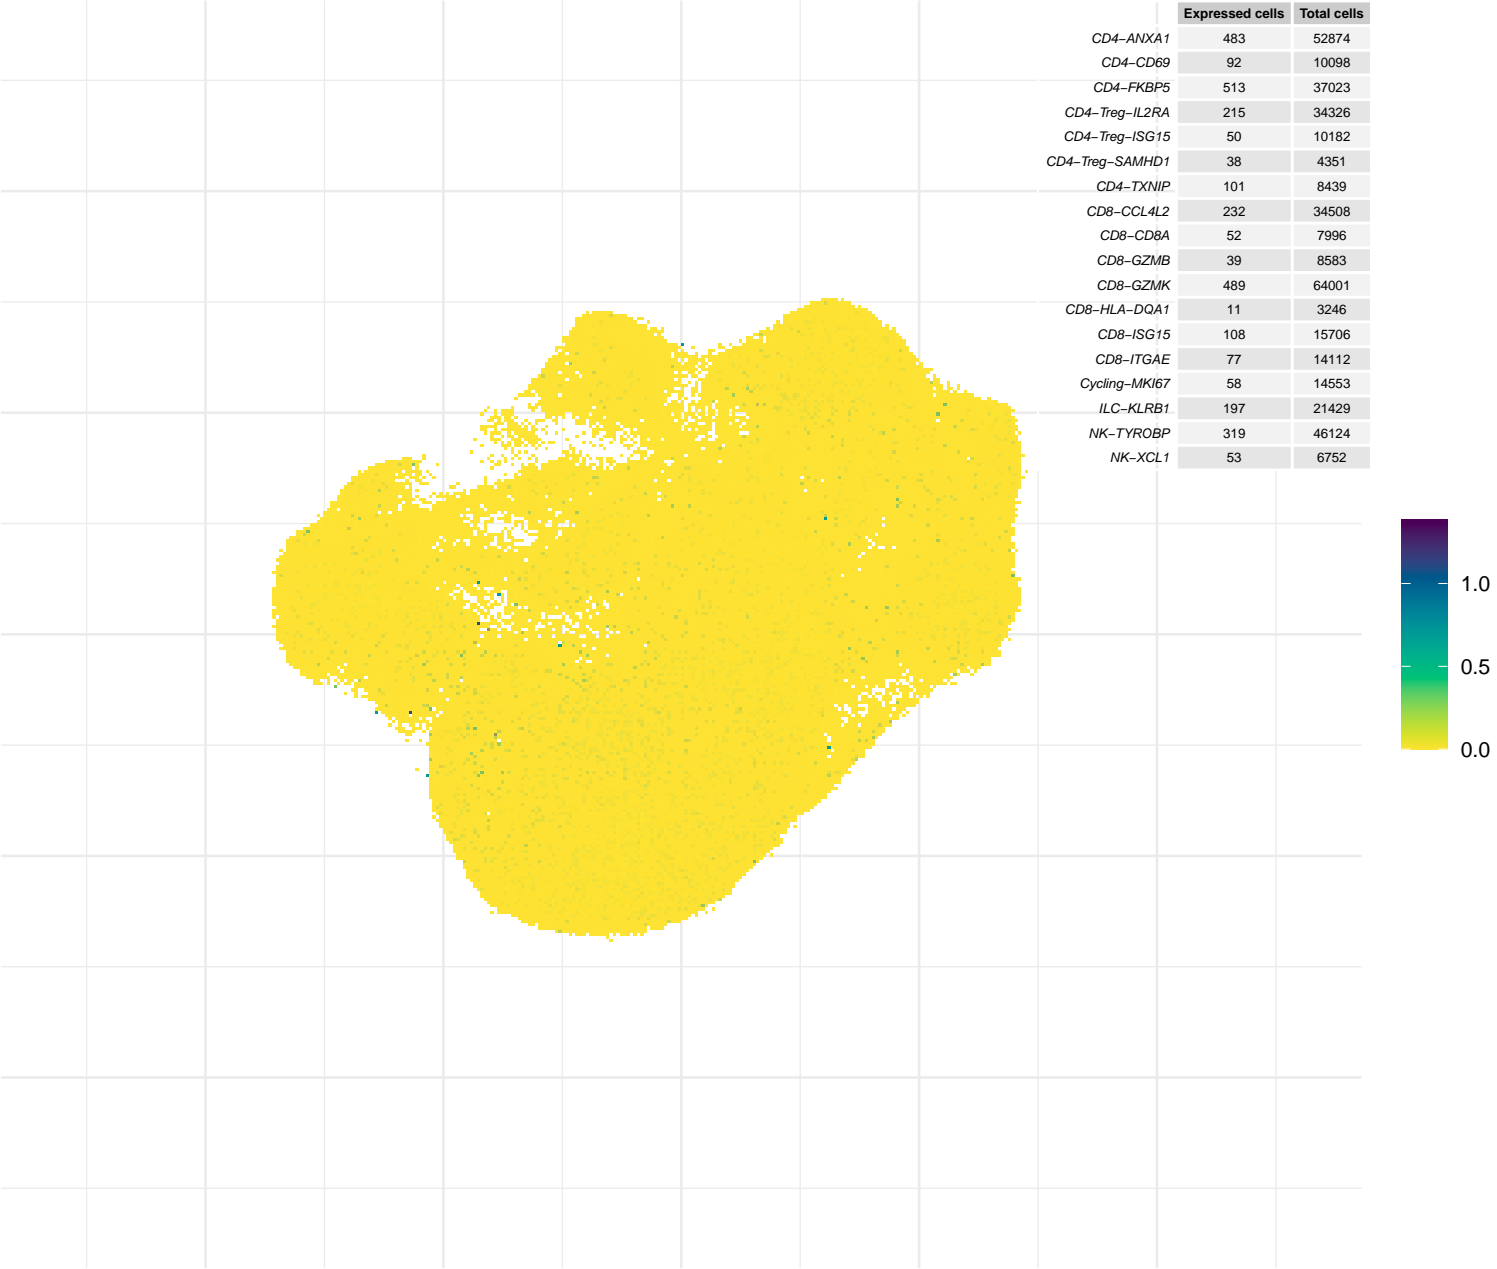 Expressed cells Total cells
CD4−ANXA1 483 52874
CD4−CD69 92 10098
CD4−FKBP5 513 37023
CD4−Treg−IL2RA 215 34326
CD4−Treg−ISG15 50 10182
CD4−Treg−SAMHD1 38 4351
CD4−TXNIP 101 8439
CD8−CCL4L2 232 34508
CD8−CD8A 52 7996
CD8−GZMB 39 8583
CD8−GZMK 489 64001
CD8−HLA−DQA1 11 3246
CD8−ISG15 108 15706
CD8−ITGAE 77 14112
Cycling−MKI67 58 14553
ILC−KLRB1 197 21429
NK−TYROBP 319 46124
NK−XCL1 53 6752
1.0
0.5
0.0